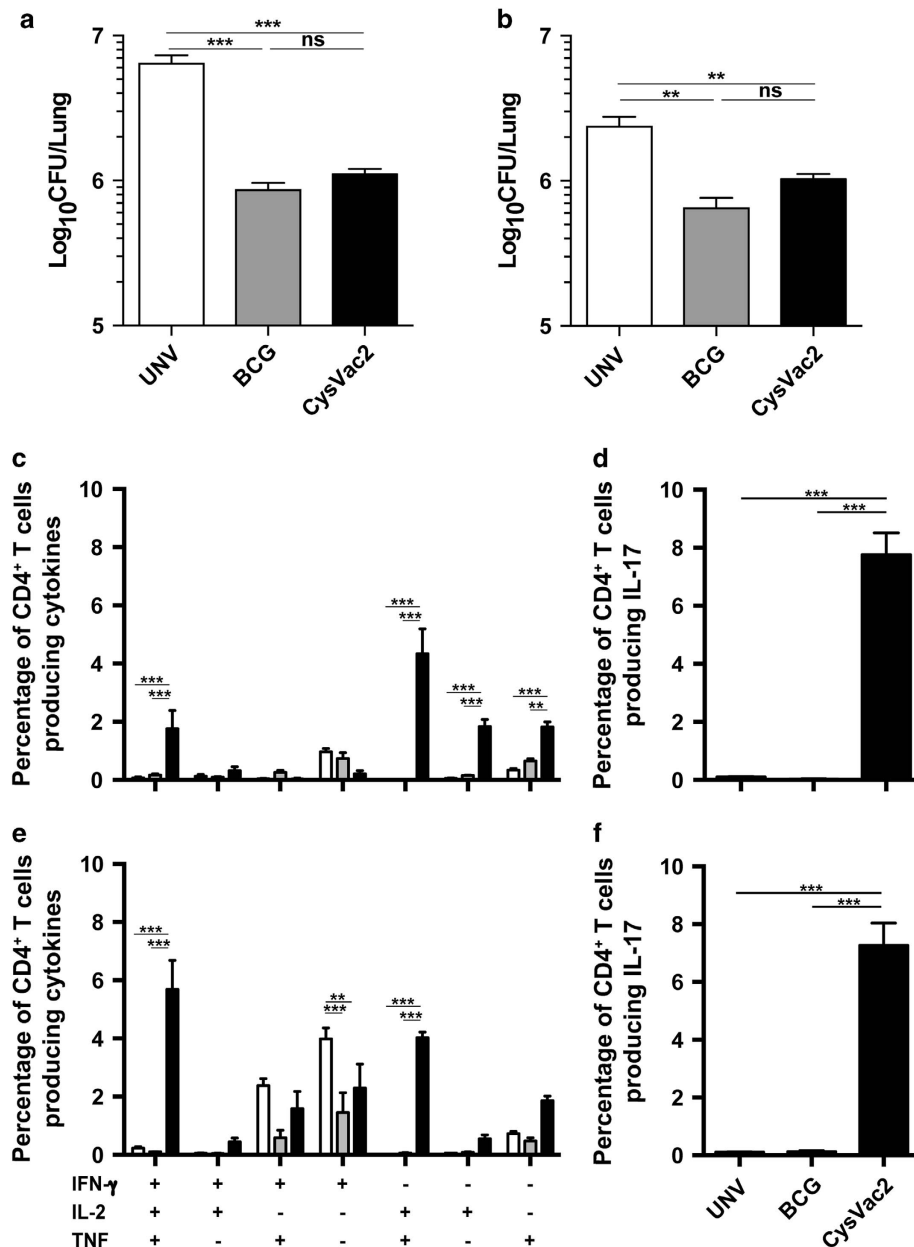 a
7
6
5
Log10CFU/Lung
***
***
ns
UNV
BCG
CysVac2
b
7
6
5
Log10CFU/Lung
**
**
ns
UNV
BCG
CysVac2
c
10
8
6
4
2
0
Percentage of CD4+ T cells
producing cytokines
***
***
***
***
***
***
***
**
d
10
8
6
4
2
0
Percentage of CD4+ T cells
producing IL-17
***
***
e
10
8
6
4
2
0
Percentage of CD4+ T cells
producing cytokines
***
***
**
***
***
***
IFN-γ + + + + - - -
IL-2 + + - - + + -
TNF + - + - + - +
f
10
8
6
4
2
0
Percentage of CD4+ T cells
producing IL-17
***
***
UNV
BCG
CysVac2